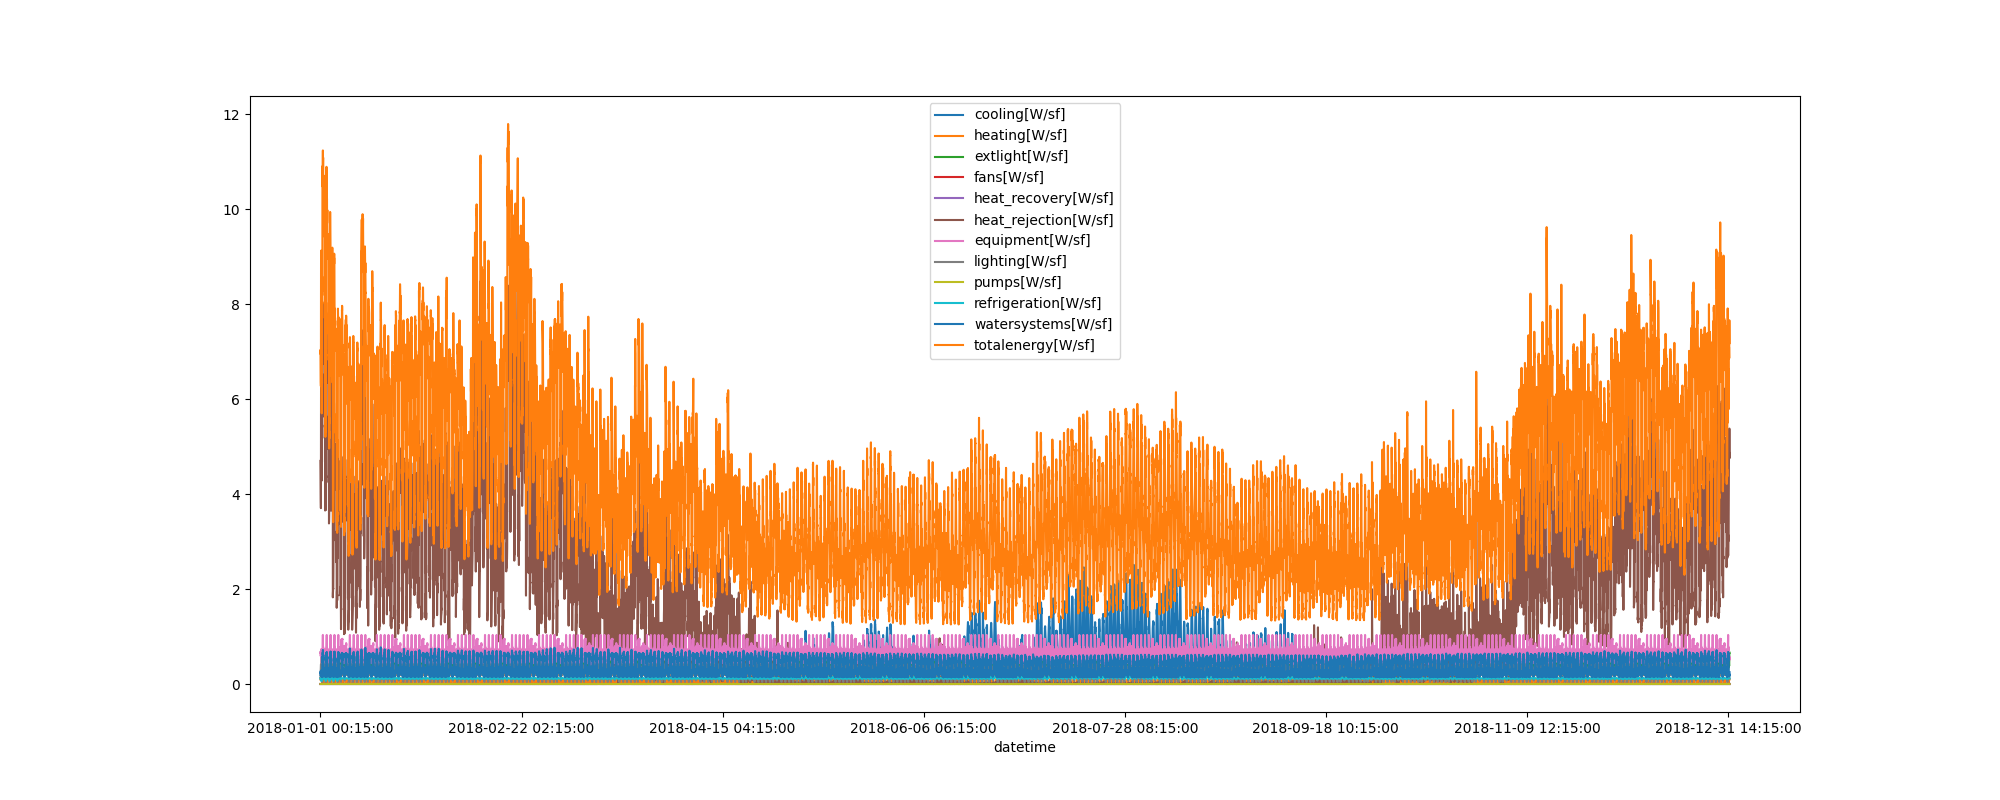 12
10
8
6
4
2
0
cooling[W/sf]
heating[W/sf]
extlight[W/sf]
fans[W/sf]
heat_recovery[W/sf]
heat_rejection[W/sf]
equipment[W/sf]
lighting[W/sf]
pumps[W/sf]
refrigeration[W/sf]
watersystems[W/sf]
totalenergy[W/sf]
2018-01-01 00:15:00 2018-02-22 02:15:00 2018-04-15 04:15:00 2018-06-06 06:15:00 2018-07-28 08:15:00 2018-09-18 10:15:00 2018-11-09 12:15:00 2018-12-31 14:15:00
datetime